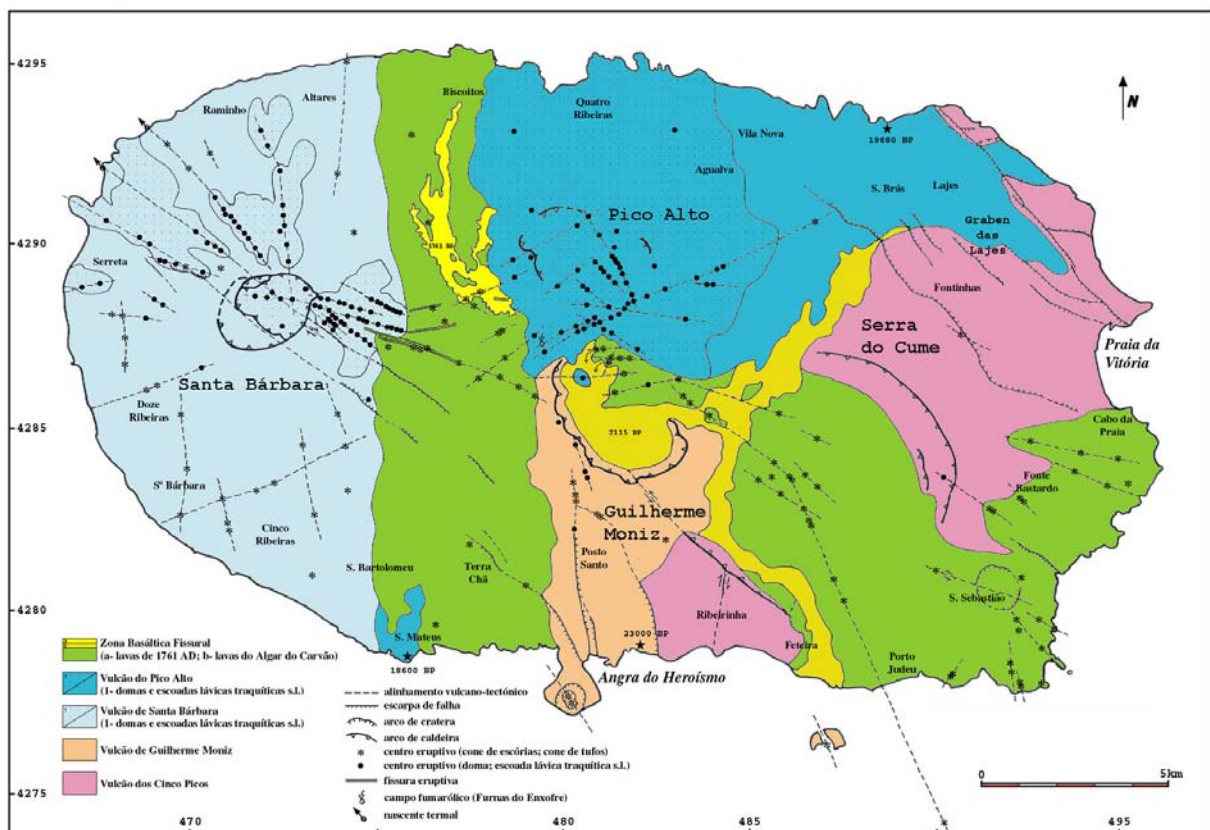 4295
4290
4285
4280
4275
470
480
485
490
495
N
Biscoitos
Altares
Raminho
Quatro
Ribeiras
Vila Nova
19680 BP
Agualva
S. Brás
Lajes
Pico Alto
Graben
das
Lajes
1761 AD
Serreta
Fontinhas
Serra
do Cume
Praia da
Vitória
Santa Bárbara
Doze
Ribeiras
2115 BP
Cabo da
Praia
Fonte
Bastardo
Sª Bárbara
Guilherme
Moniz
Cinco
Ribeiras
S. Bartolomeu
Terra
Chã
Posto
Santo
Ribeirinha
S. Sebastião
S. Mateus
23000 BP
Feteira
Porto
Judeu
18600 BP
Angra do Heroísmo
Zona Basáltica Fissural
(a- lavas de 1761 AD; b- lavas do Algar do Carvão)
Vulcão do Pico Alto
(1- domas e escoadas lávicas traquíticas s.l.)
Vulcão de Santa Bárbara
(1- domas e escoadas lávicas traquíticas s.l.)
Vulcão de Guilherme Moniz
Vulcão dos Cinco Picos
alinhamento vulcano-tectónico
escarpa de falha
arco de cratera
arco de caldeira
centro eruptivo (cone de escórias; cone de tufos)
centro eruptivo (doma; escoada lávica traquítica s.l.)
fissura eruptiva
campo fumarólico (Furnas do Enxofre)
nascente termal
0
5km